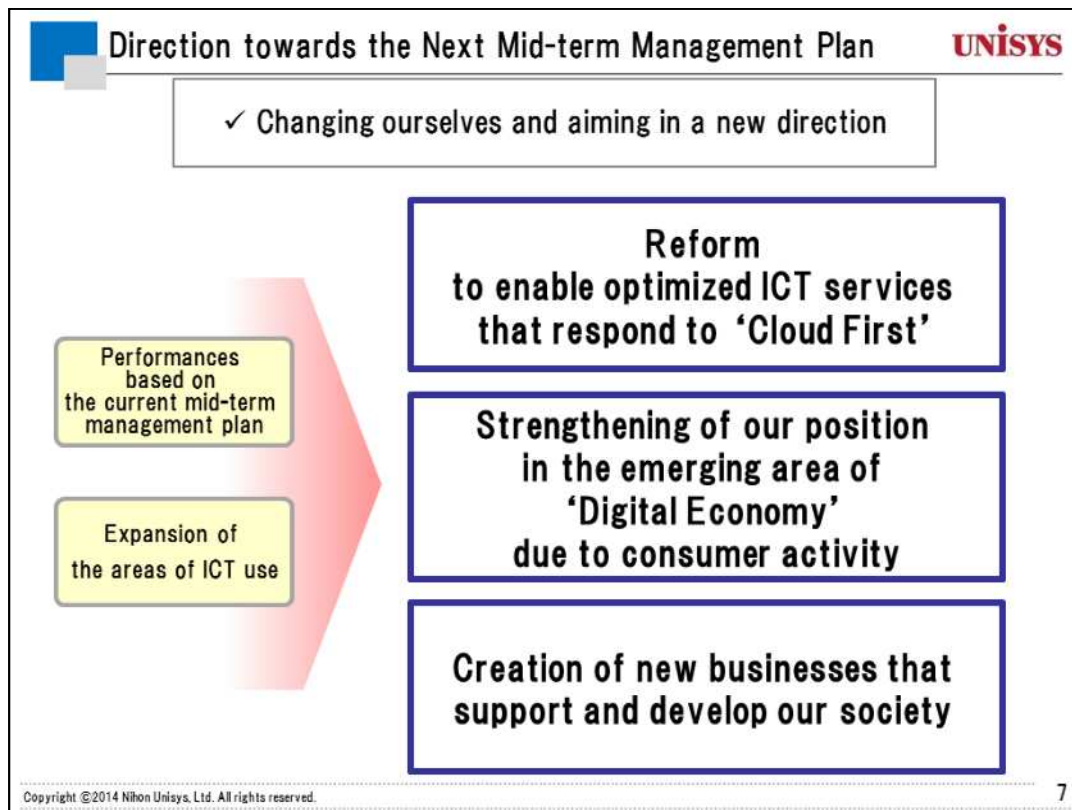 Direction towards the Next Mid-term Management Plan
UNISYS
✓ Changing ourselves and aiming in a new direction
Performances
based on
the current mid-term
management plan
Expansion of
the areas of ICT use
Reform
to enable optimized ICT services
that respond to ‘Cloud First’
Strengthening of our position
in the emerging area of
‘Digital Economy’
due to consumer activity
Creation of new businesses that
support and develop our society
Copyright ©2014 Nihon Unisys, Ltd. All rights reserved.
7